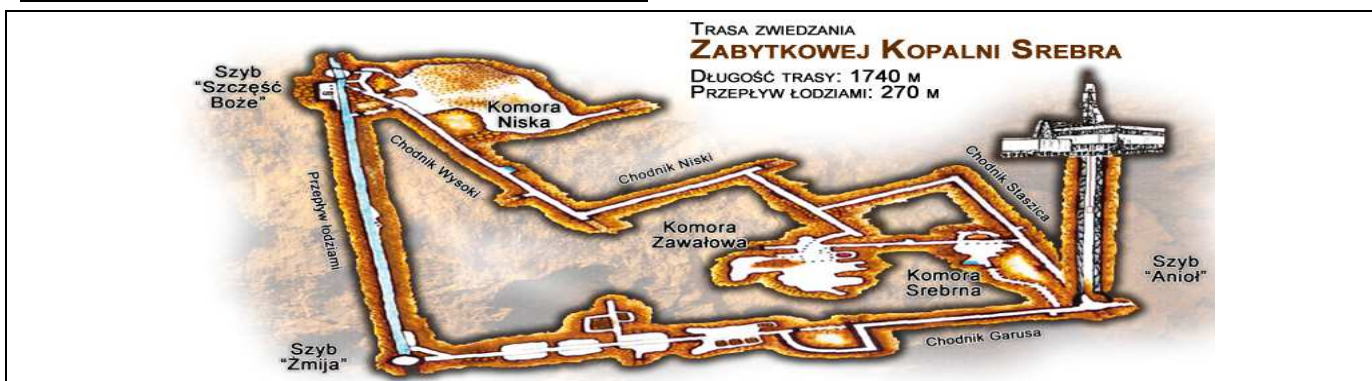 TRASA ZWIEDZANIA
ZABYTKOWEJ KOPALNI SREBRA
DŁUGOŚĆ TRASY: 1740 M
PRZEPŁYW ŁODZIAMI: 270 M
Szyb
"Szczęść
Boże"
Komora
Niska
Chodnik Wysoki
Chodnik Niski
Chodnik Staszica
Przepływ łodziami
Komora
Zawałowa
Komora
Srebrna
Szyb
"Anioł"
Chodnik Garusa
Szyb
"Żmija"